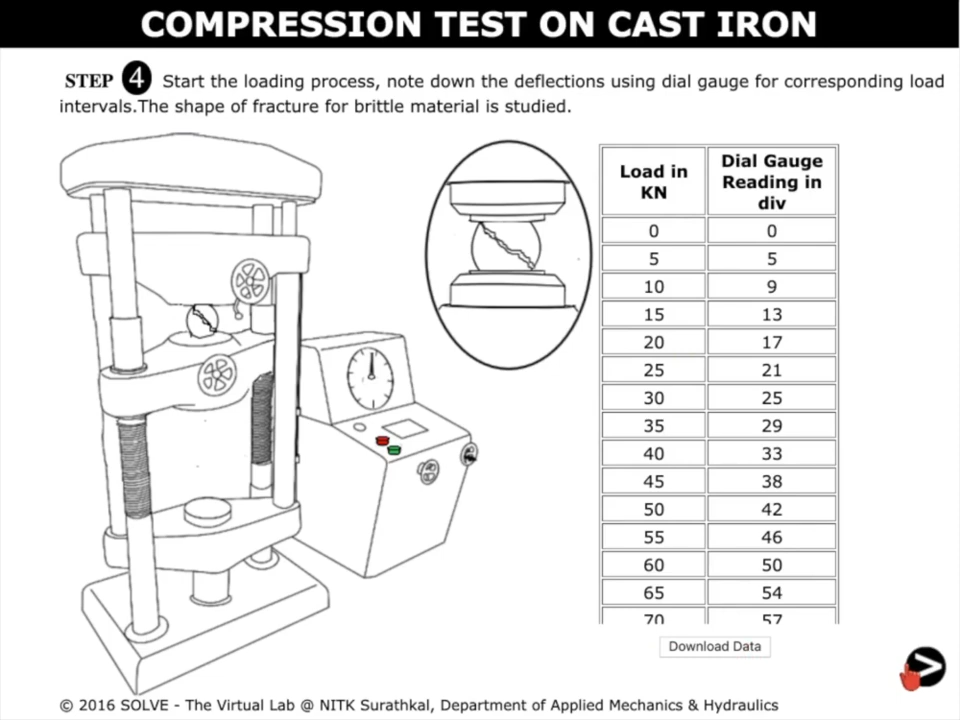 COMPRESSION TEST ON CAST IRON
STEP 4 Start the loading process, note down the deflections using dial gauge for corresponding load
intervals.The shape of fracture for brittle material is studied.
Load in KN Dial Gauge Reading in div
0 0
5 5
10 9
15 13
20 17
25 21
30 25
35 29
40 33
45 38
50 42
55 46
60 50
65 54
70 57
Download Data
© 2016 SOLVE - The Virtual Lab @ NITK Surathkal, Department of Applied Mechanics & Hydraulics